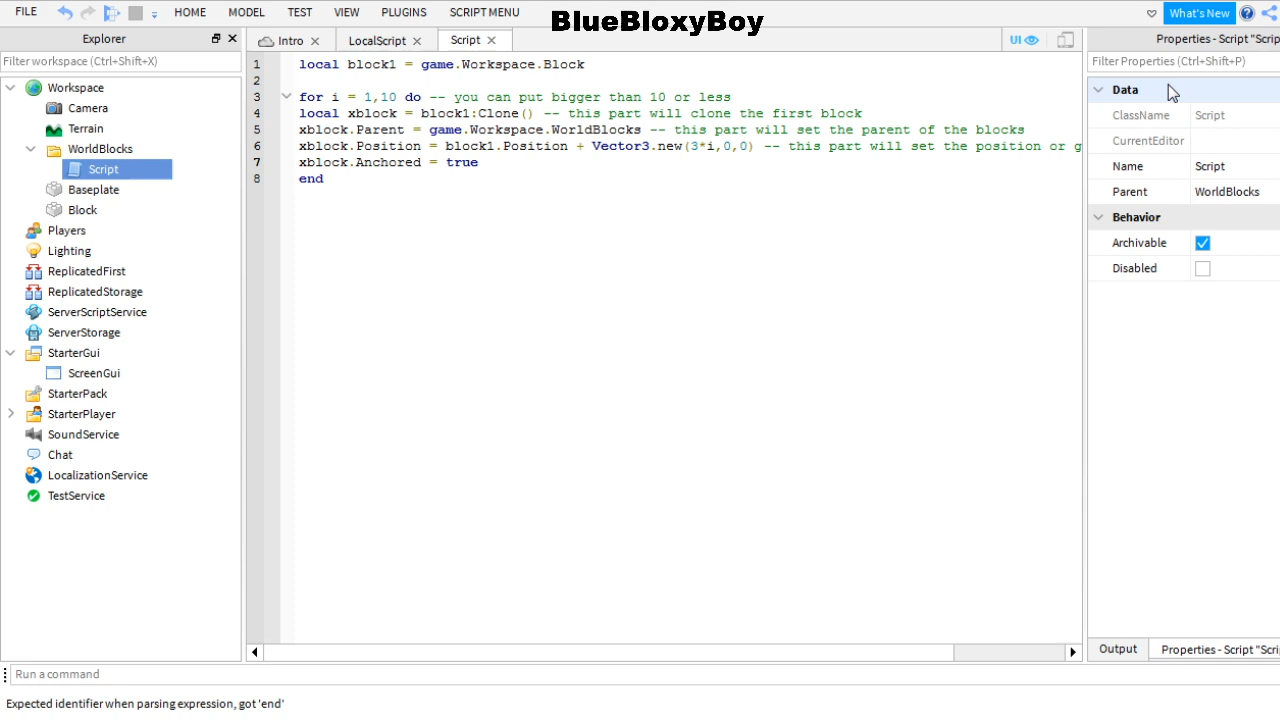 FILE HOME MODEL TEST VIEW PLUGINS SCRIPT MENU What's New
BlueBloxyBoy
Explorer
Filter workspace (Ctrl+Shift+X)
Workspace
Camera
Terrain
WorldBlocks
Script
Baseplate
Block
Players
Lighting
ReplicatedFirst
ReplicatedStorage
ServerScriptService
ServerStorage
StarterGui
ScreenGui
StarterPack
StarterPlayer
SoundService
Chat
LocalizationService
TestService
Intro LocalScript Script UI
1 local block1 = game.Workspace.Block
2
3 for i = 1,10 do -- you can put bigger than 10 or less
4 local xblock = block1:Clone() -- this part will clone the first block
5 xblock.Parent = game.Workspace.WorldBlocks -- this part will set the parent of the blocks
6 xblock.Position = block1.Position + Vector3.new(3*i,0,0) -- this part will set the position or g
7 xblock.Anchored = true
8 end
Properties - Script "Scrip
Filter Properties (Ctrl+Shift+P)
Data
ClassName Script
CurrentEditor
Name Script
Parent WorldBlocks
Behavior
Archivable
Disabled
Output Properties - Script "Scri
Run a command
Expected identifier when parsing expression, got 'end'